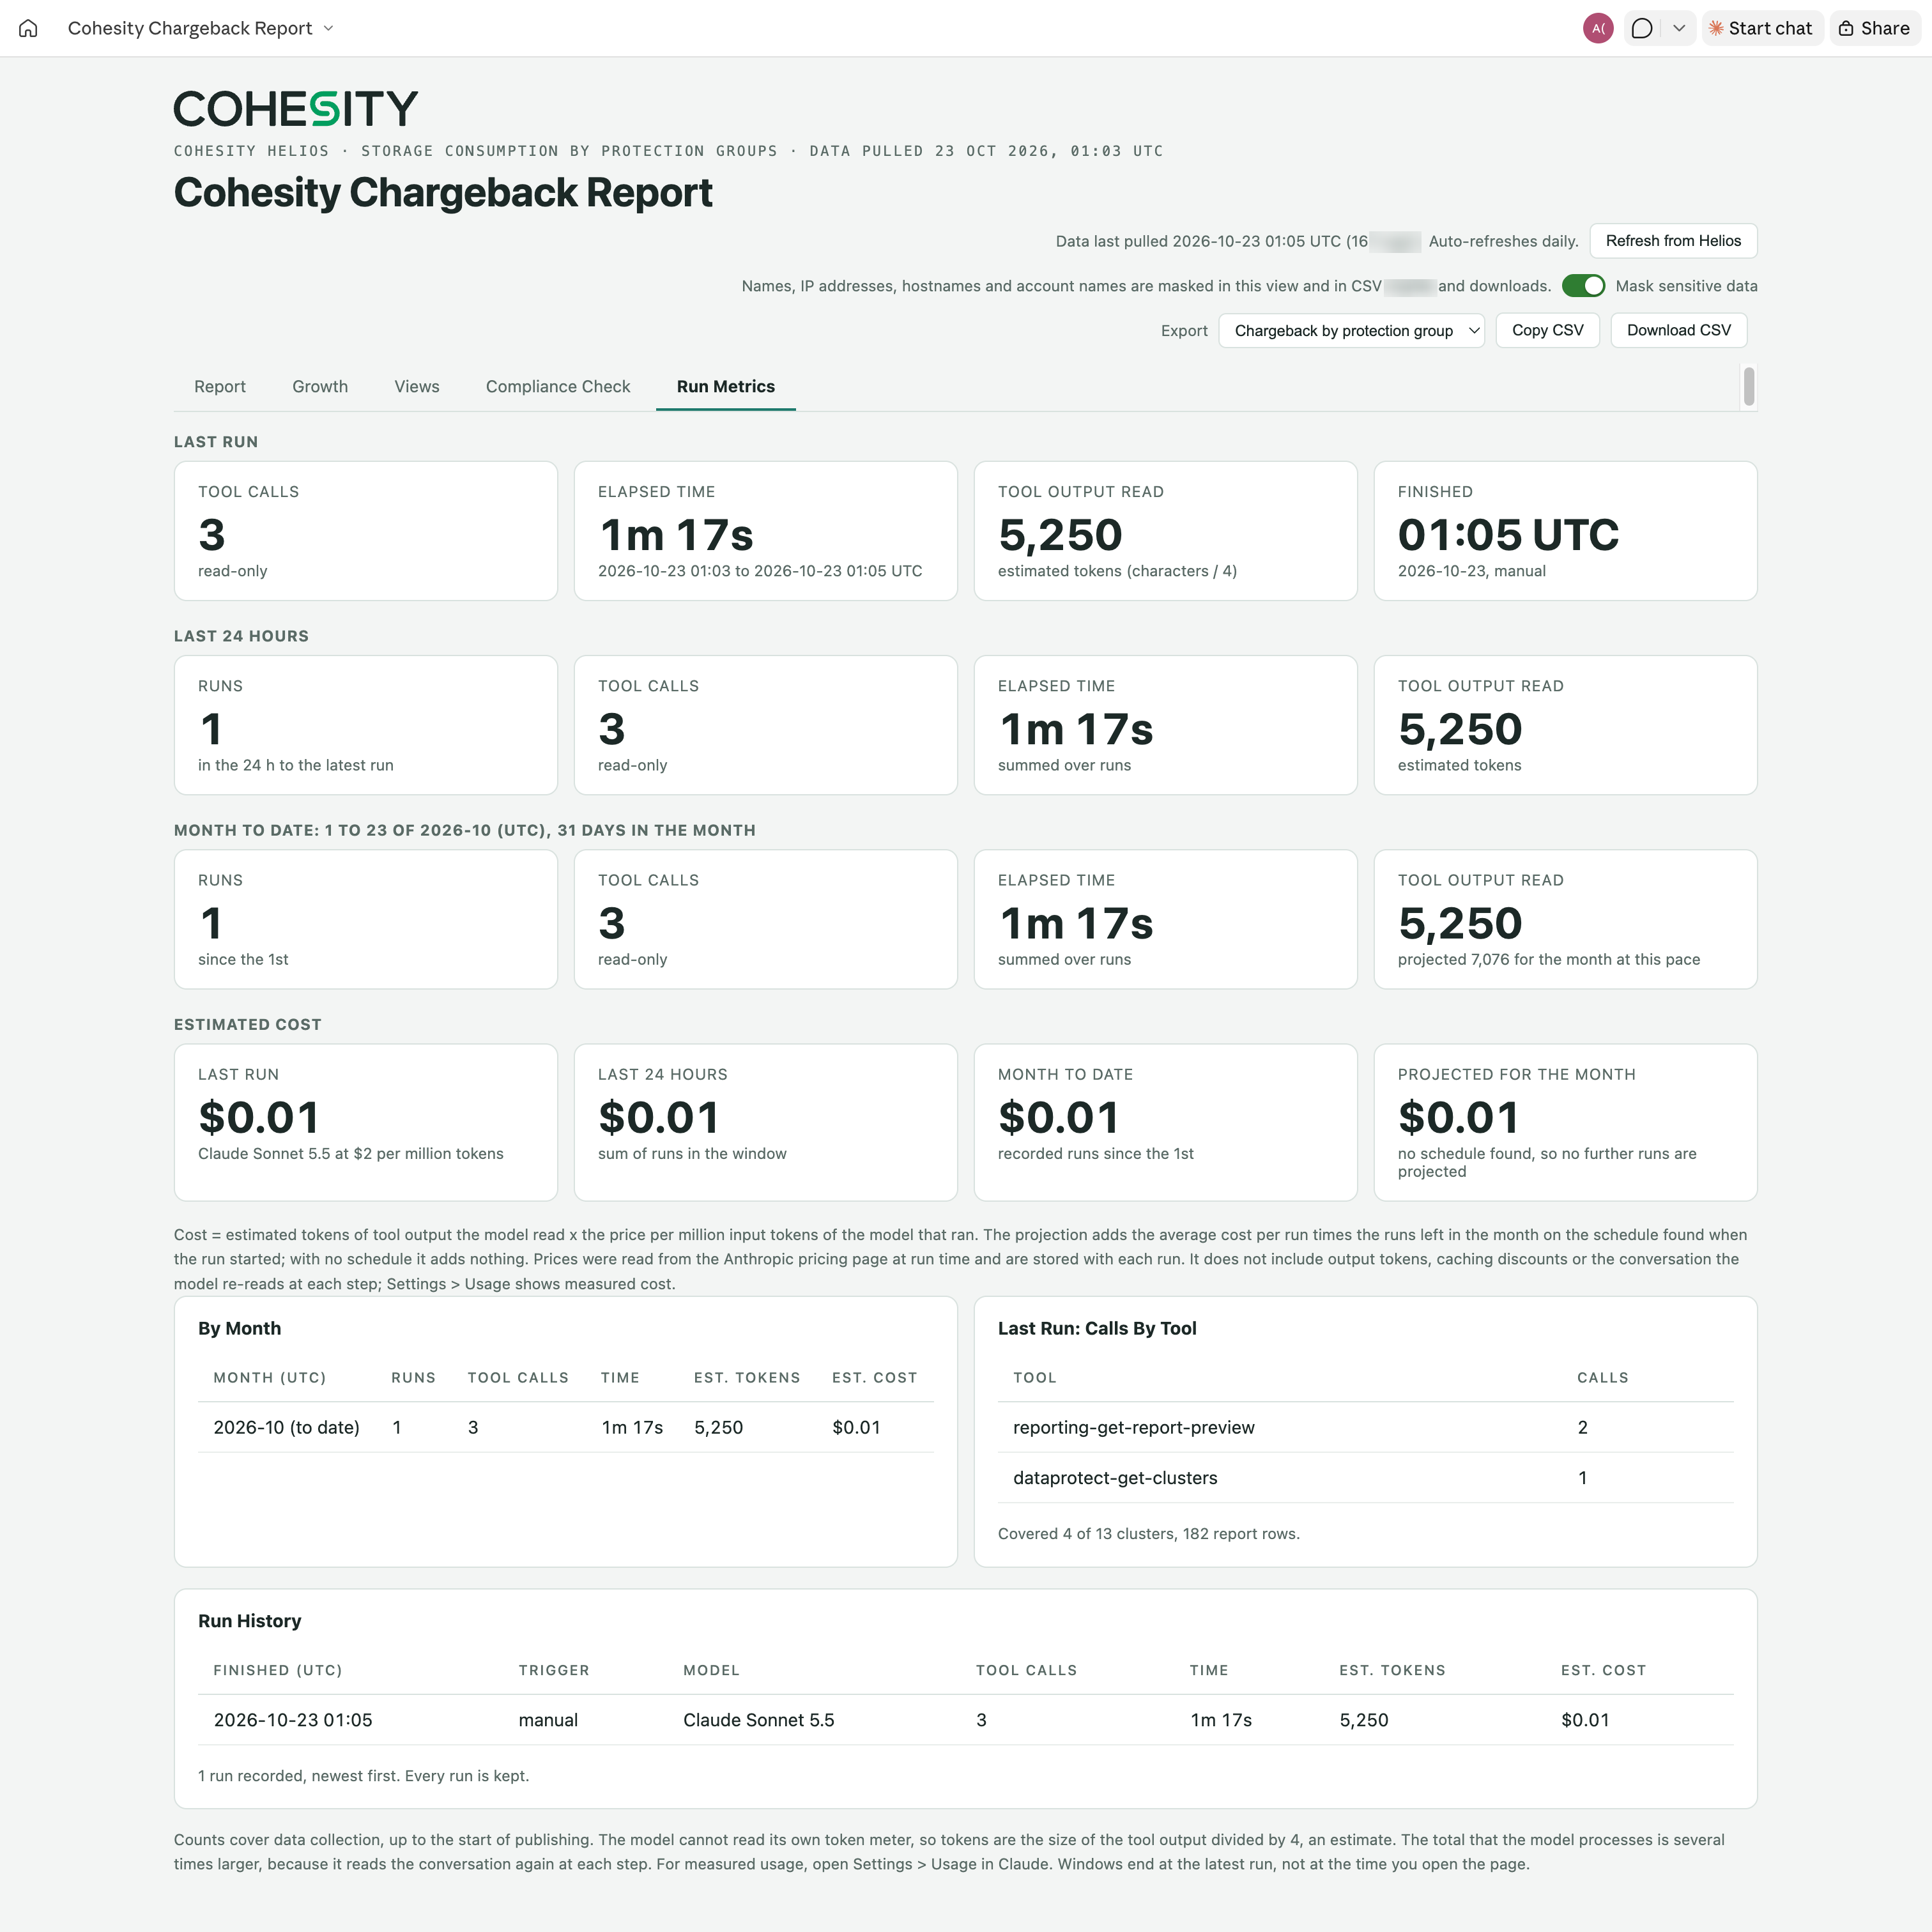 Cohesity Chargeback Report
A(
Start chat
Share
COHESITY
COHESITY HELIOS · STORAGE CONSUMPTION BY PROTECTION GROUPS · DATA PULLED 23 OCT 2026, 01:03 UTC
Cohesity Chargeback Report
Data last pulled 2026-10-23 01:05 UTC (16
Auto-refreshes daily.
Refresh from Helios
Names, IP addresses, hostnames and account names are masked in this view and in CSV
and downloads.
Mask sensitive data
Export
Chargeback by protection group
Copy CSV
Download CSV
Report
Growth
Views
Compliance Check
Run Metrics
LAST RUN
TOOL CALLS
3
read-only
ELAPSED TIME
1m 17s
2026-10-23 01:03 to 2026-10-23 01:05 UTC
TOOL OUTPUT READ
5,250
estimated tokens (characters / 4)
FINISHED
01:05 UTC
2026-10-23, manual
LAST 24 HOURS
RUNS
1
in the 24 h to the latest run
TOOL CALLS
3
read-only
ELAPSED TIME
1m 17s
summed over runs
TOOL OUTPUT READ
5,250
estimated tokens
MONTH TO DATE: 1 TO 23 OF 2026-10 (UTC), 31 DAYS IN THE MONTH
RUNS
1
since the 1st
TOOL CALLS
3
read-only
ELAPSED TIME
1m 17s
summed over runs
TOOL OUTPUT READ
5,250
projected 7,076 for the month at this pace
ESTIMATED COST
LAST RUN
$0.01
Claude Sonnet 5.5 at $2 per million tokens
LAST 24 HOURS
$0.01
sum of runs in the window
MONTH TO DATE
$0.01
recorded runs since the 1st
PROJECTED FOR THE MONTH
$0.01
no schedule found, so no further runs are
projected
Cost = estimated tokens of tool output the model read x the price per million input tokens of the model that ran. The projection adds the average cost per run times the runs left in the month on the schedule found when
the run started; with no schedule it adds nothing. Prices were read from the Anthropic pricing page at run time and are stored with each run. It does not include output tokens, caching discounts or the conversation the
model re-reads at each step; Settings > Usage shows measured cost.
By Month
MONTH (UTC) RUNS TOOL CALLS TIME EST. TOKENS EST. COST
2026-10 (to date) 1 3 1m 17s 5,250 $0.01
Last Run: Calls By Tool
TOOL CALLS
reporting-get-report-preview 2
dataprotect-get-clusters 1
Covered 4 of 13 clusters, 182 report rows.
Run History
FINISHED (UTC) TRIGGER MODEL TOOL CALLS TIME EST. TOKENS EST. COST
2026-10-23 01:05 manual Claude Sonnet 5.5 3 1m 17s 5,250 $0.01
1 run recorded, newest first. Every run is kept.
Counts cover data collection, up to the start of publishing. The model cannot read its own token meter, so tokens are the size of the tool output divided by 4, an estimate. The total that the model processes is several
times larger, because it reads the conversation again at each step. For measured usage, open Settings > Usage in Claude. Windows end at the latest run, not at the time you open the page.